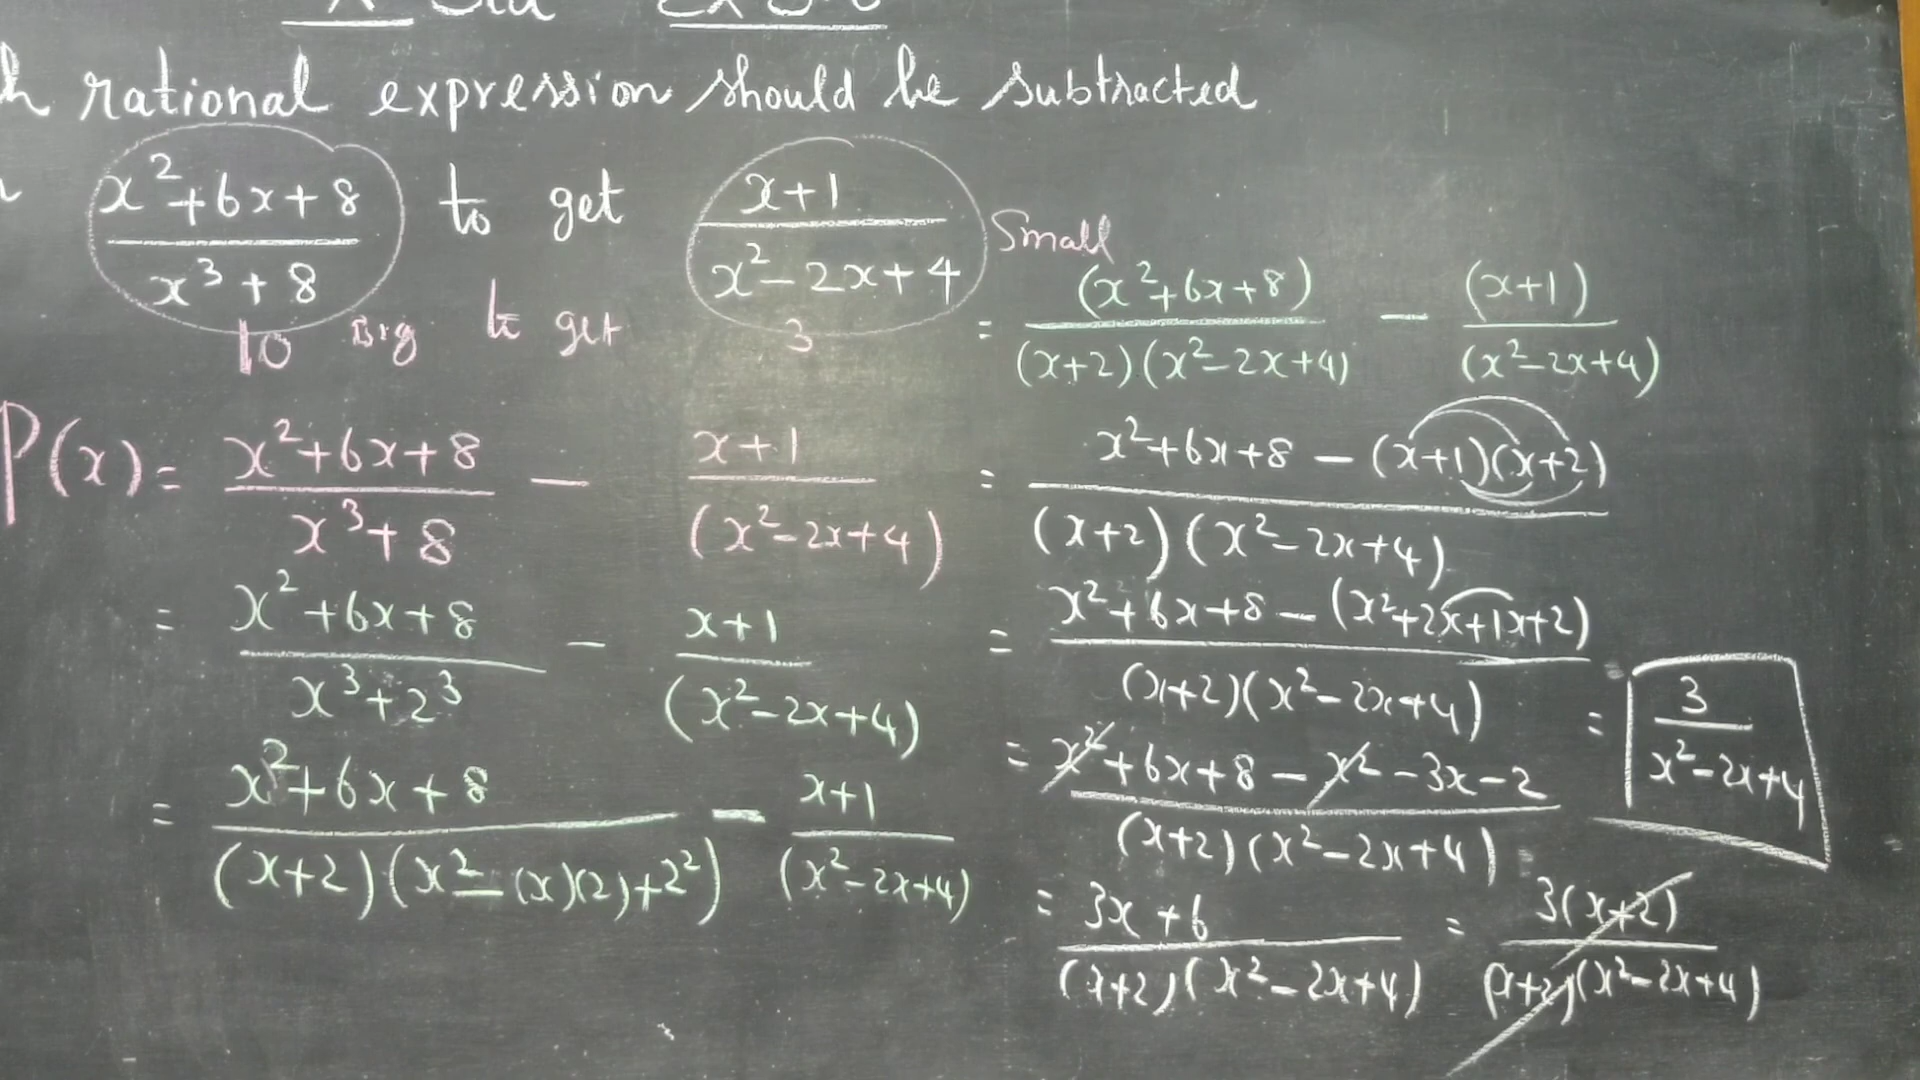 rational expression should be subtracted
x²+6x+8 / x³+8 to get x+1 / x²-2x+4 Small
10 Big to get 3
P(x) = x²+6x+8 / x³+8 - x+1 / (x²-2x+4)
= x²+6x+8 / x³+2³ - x+1 / (x²-2x+4)
= x²+6x+8 / (x+2)(x²-(x)(2)+2²) - x+1 / (x²-2x+4)
= (x²+6x+8) / (x+2)(x²-2x+4) - (x+1) / (x²-2x+4)
= x²+6x+8-(x+1)(x+2) / (x+2)(x²-2x+4)
= x²+6x+8-(x²+2x+1x+2) / (x+2)(x²-2x+4)
= x²+6x+8-x²-3x-2 / (x+2)(x²-2x+4)
= 3x+6 / (x+2)(x²-2x+4) = 3(x+2) / (x+2)(x²-2x+4)
= 3 / x²-2x+4